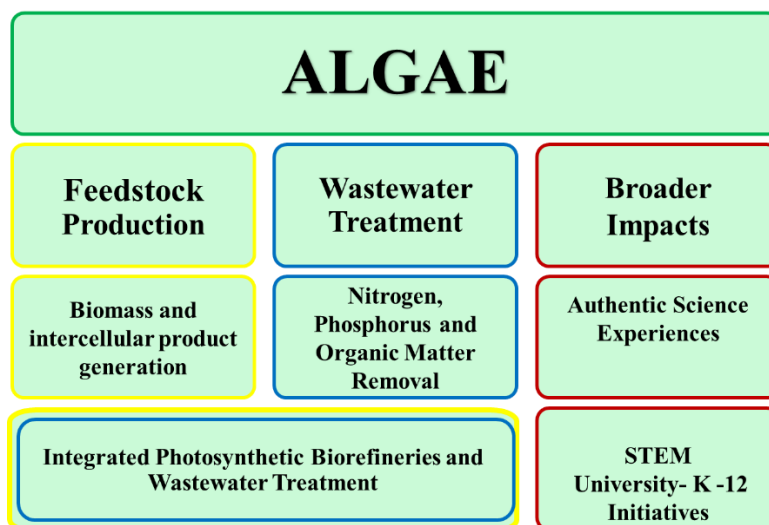 ALGAE
Feedstock
Production
Wastewater
Treatment
Broader
Impacts
Biomass and
intercellular product
generation
Nitrogen,
Phosphorus and
Organic Matter
Removal
Authentic Science
Experiences
Integrated Photosynthetic Biorefineries and
Wastewater Treatment
STEM
University- K -12
Initiatives